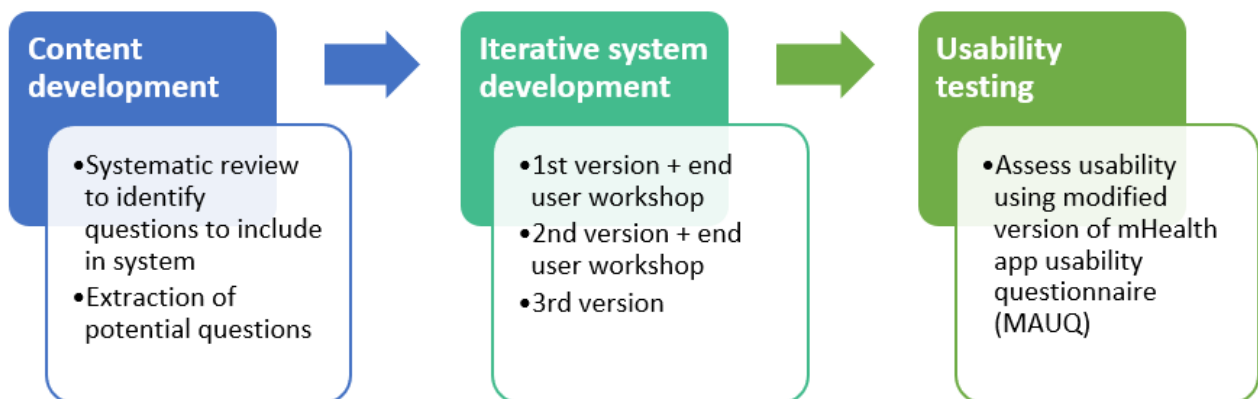 Content
development
•Systematic review
to identify
questions to include
in system
•Extraction of
potential questions
Iterative system
development
•1st version + end
user workshop
•2nd version + end
user workshop
•3rd version
Usability
testing
•Assess usability
using modified
version of mHealth
app usability
questionnaire
(MAUQ)